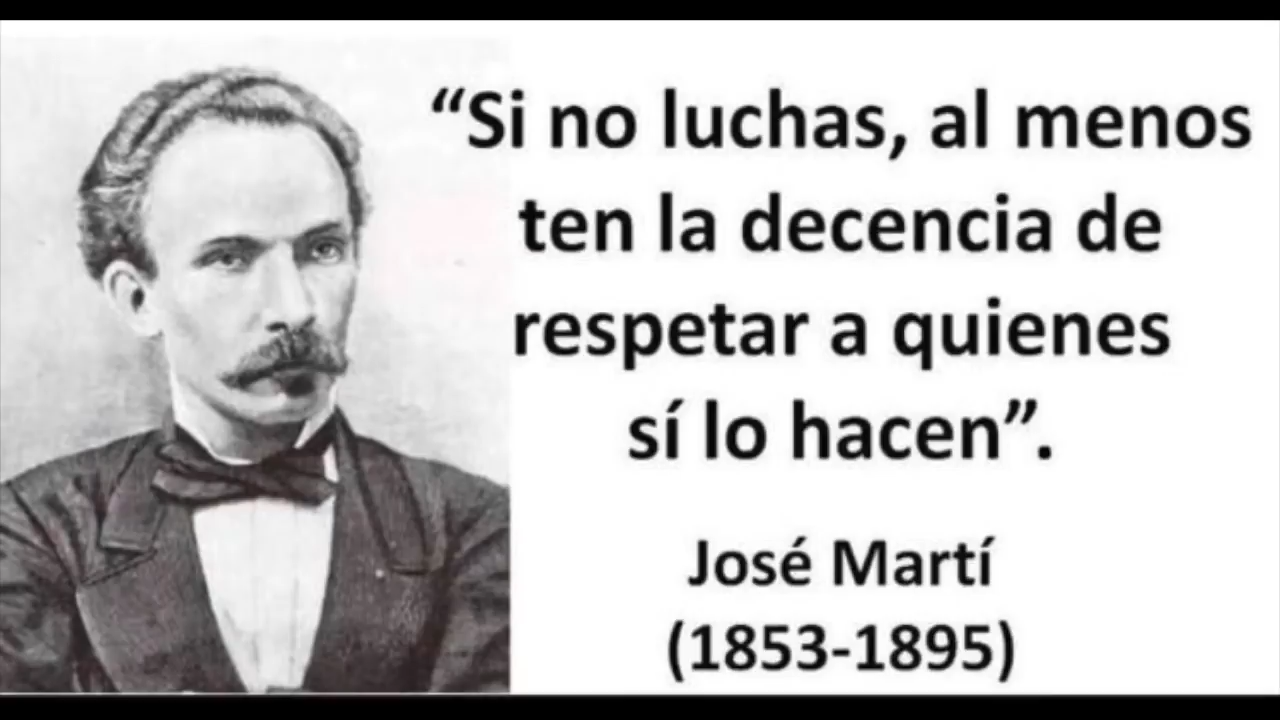 “Si no luchas, al menos
ten la decencia de
respetar a quienes
sí lo hacen”.
José Martí
(1853-1895)